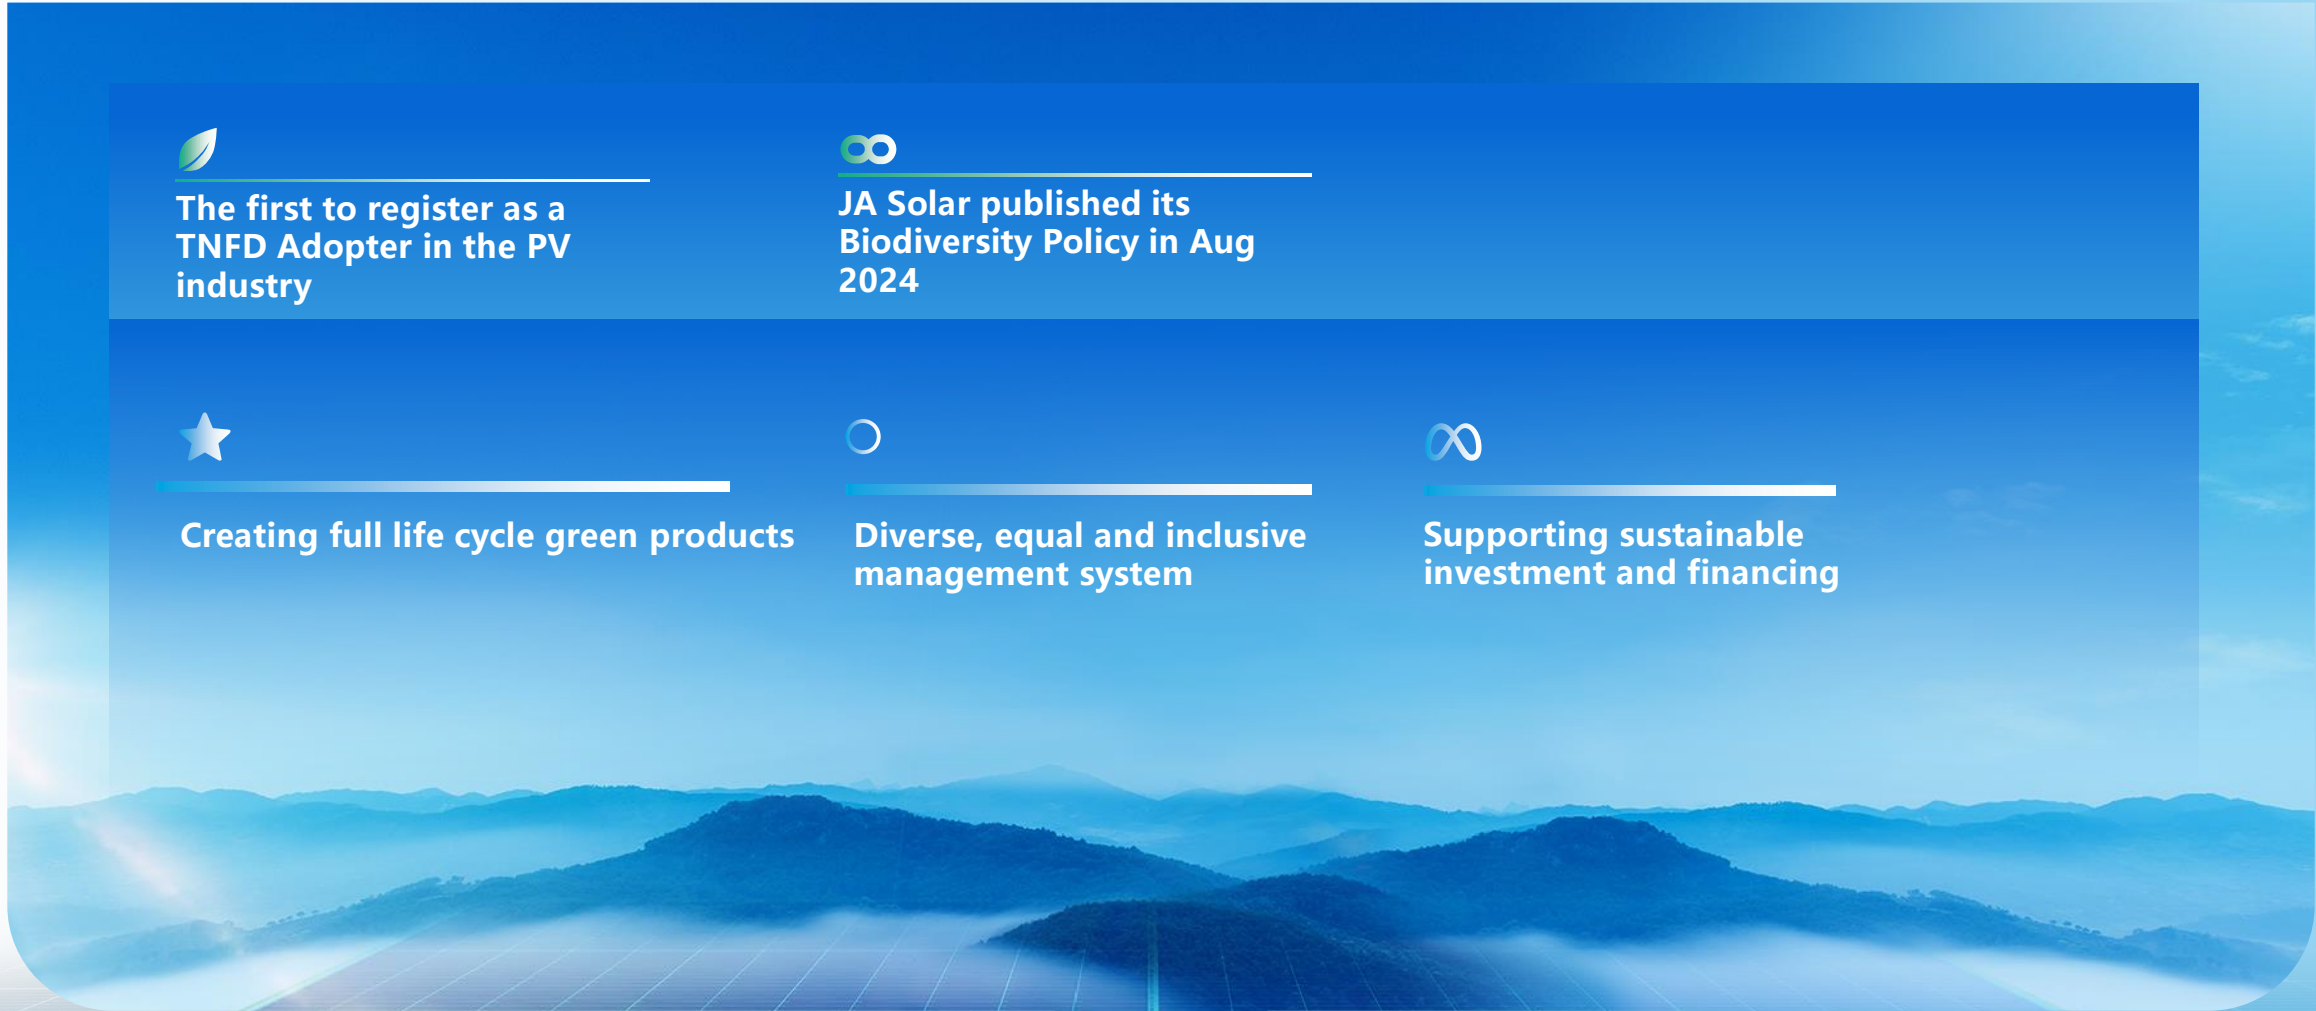 The first to register as a
TNFD Adopter in the PV
industry
JA Solar published its
Biodiversity Policy in Aug
2024
Creating full life cycle green products
Diverse, equal and inclusive
management system
Supporting sustainable
investment and financing